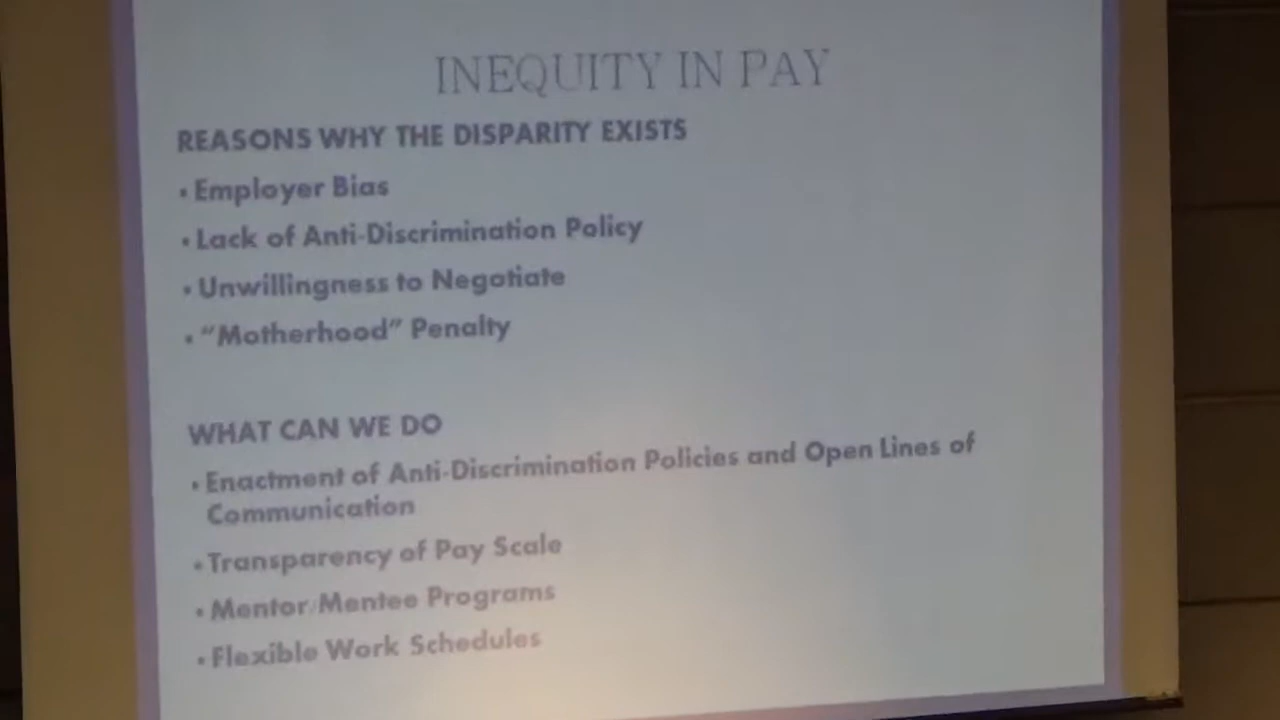 INEQUITY IN PAY
REASONS WHY THE DISPARITY EXISTS
• Employer Bias
• Lack of Anti-Discrimination Policy
• Unwillingness to Negotiate
• “Motherhood” Penalty
WHAT CAN WE DO
• Enactment of Anti-Discrimination Policies and Open Lines of
Communication
• Transparency of Pay Scale
• Mentor/Mentee Programs
• Flexible Work Schedules